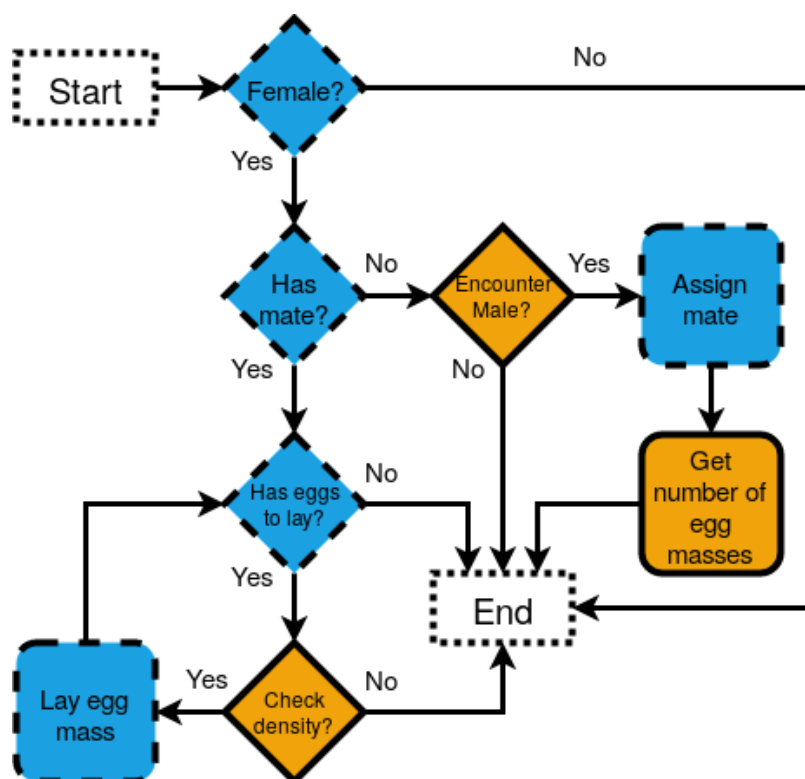 No
Start
Female?
Yes
No
Yes
Has
mate?
Encounter
Male?
Assign
mate
Yes
No
No
Has eggs
to lay?
Get
number of
egg
masses
Yes
End
Yes
No
Lay egg
mass
Check
density?